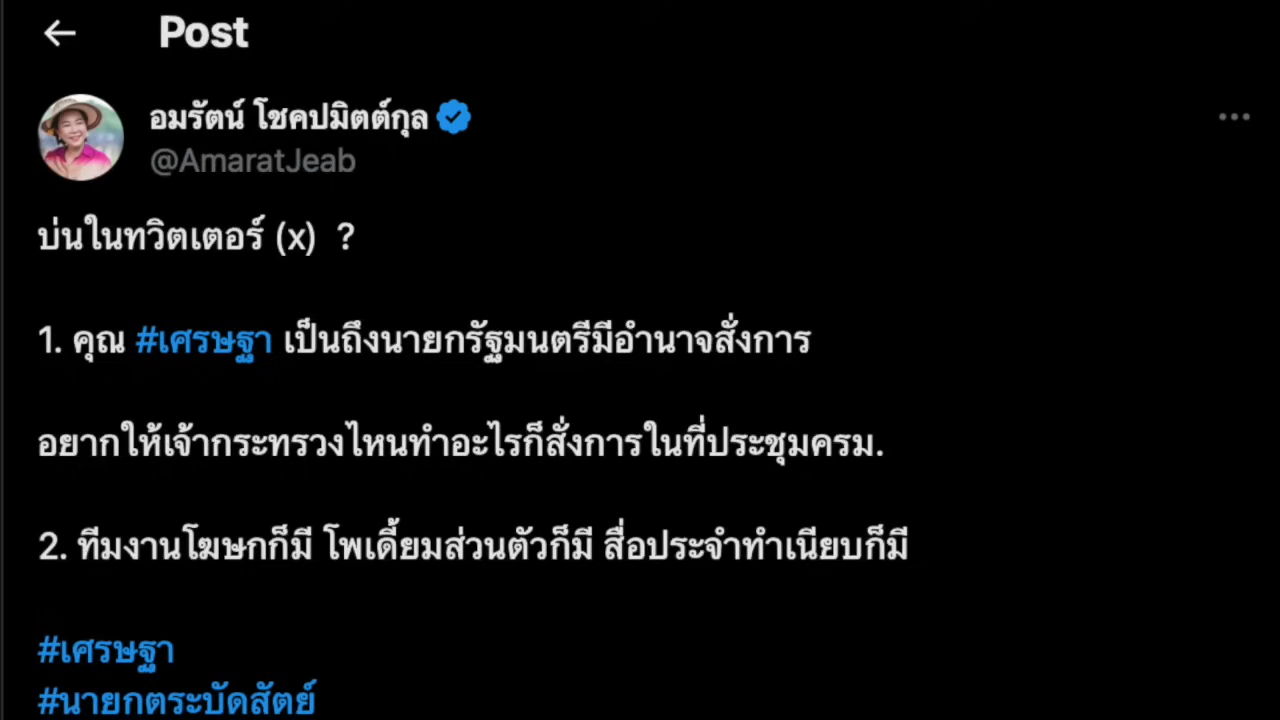 Post
อมรัตน์ โชคปมิตต์กุล
@AmaratJeab
บ่นในทวิตเตอร์ (x) ?
1. คุณ #เศรษฐา เป็นถึงนายกรัฐมนตรีมีอำนาจสั่งการ
อยากให้เจ้ากระทรวงไหนทำอะไรก็สั่งการในที่ประชุมครม.
2. ทีมงานโฆษกก็มี โพเดี้ยมส่วนตัวก็มี สื่อประจำทำเนียบก็มี
#เศรษฐา
#นายกตระบัดสัตย์